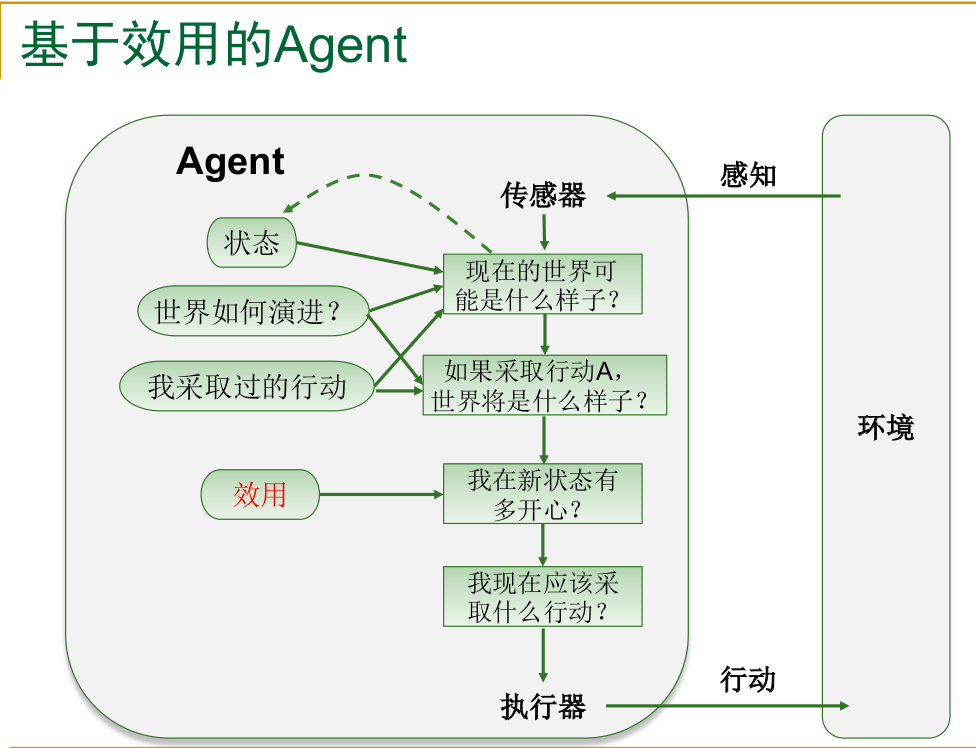 基于效用的Agent
Agent
感知
传感器
状态
现在的世界可
能是什么样子？
世界如何演进？
如果采取行动A，
世界将是什么样子？
我采取过的行动
环境
我在新状态有
多开心？
效用
我现在应该采
取什么行动？
行动
执行器